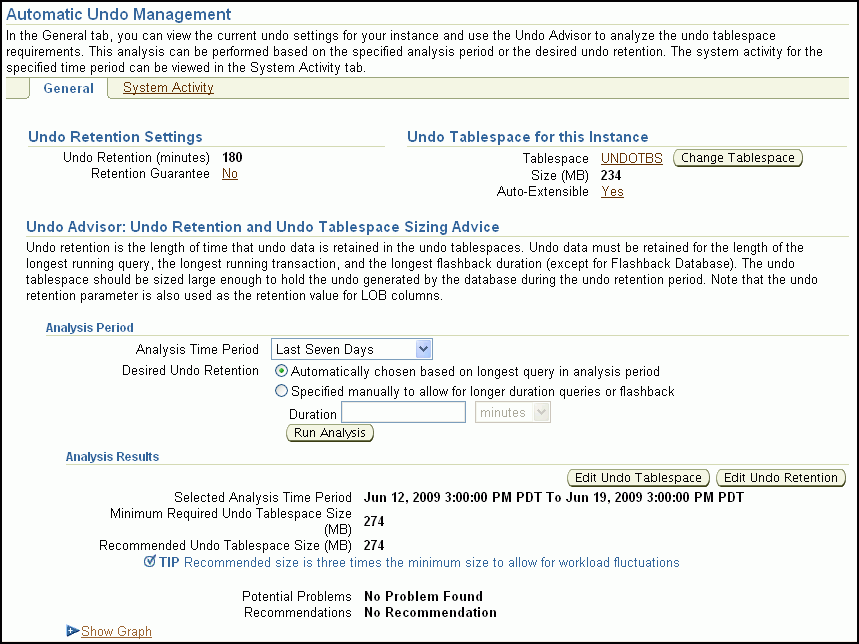 Automatic Undo Management
In the General tab, you can view the current undo settings for your instance and use the Undo Advisor to analyze the undo tablespace
requirements. This analysis can be performed based on the specified analysis period or the desired undo retention. The system activity for the
specified time period can be viewed in the System Activity tab.
General System Activity
Undo Retention Settings
Undo Retention (minutes) 180
Retention Guarantee No
Undo Tablespace for this Instance
Tablespace UNDOTBS Change Tablespace
Size (MB) 234
Auto-Extensible Yes
Undo Advisor: Undo Retention and Undo Tablespace Sizing Advice
Undo retention is the length of time that undo data is retained in the undo tablespaces. Undo data must be retained for the length of the
longest running query, the longest running transaction, and the longest flashback duration (except for Flashback Database). The undo
tablespace should be sized large enough to hold the undo generated by the database during the undo retention period. Note that the undo
retention parameter is also used as the retention value for LOB columns.
Analysis Period
Analysis Time Period Last Seven Days
Desired Undo Retention Automatically chosen based on longest query in analysis period
Specified manually to allow for longer duration queries or flashback
Duration minutes
Run Analysis
Analysis Results
Edit Undo Tablespace Edit Undo Retention
Selected Analysis Time Period Jun 12, 2009 3:00:00 PM PDT To Jun 19, 2009 3:00:00 PM PDT
Minimum Required Undo Tablespace Size
(MB) 274
Recommended Undo Tablespace Size (MB) 274
TIP Recommended size is three times the minimum size to allow for workload fluctuations
Potential Problems No Problem Found
Recommendations No Recommendation
Show Graph